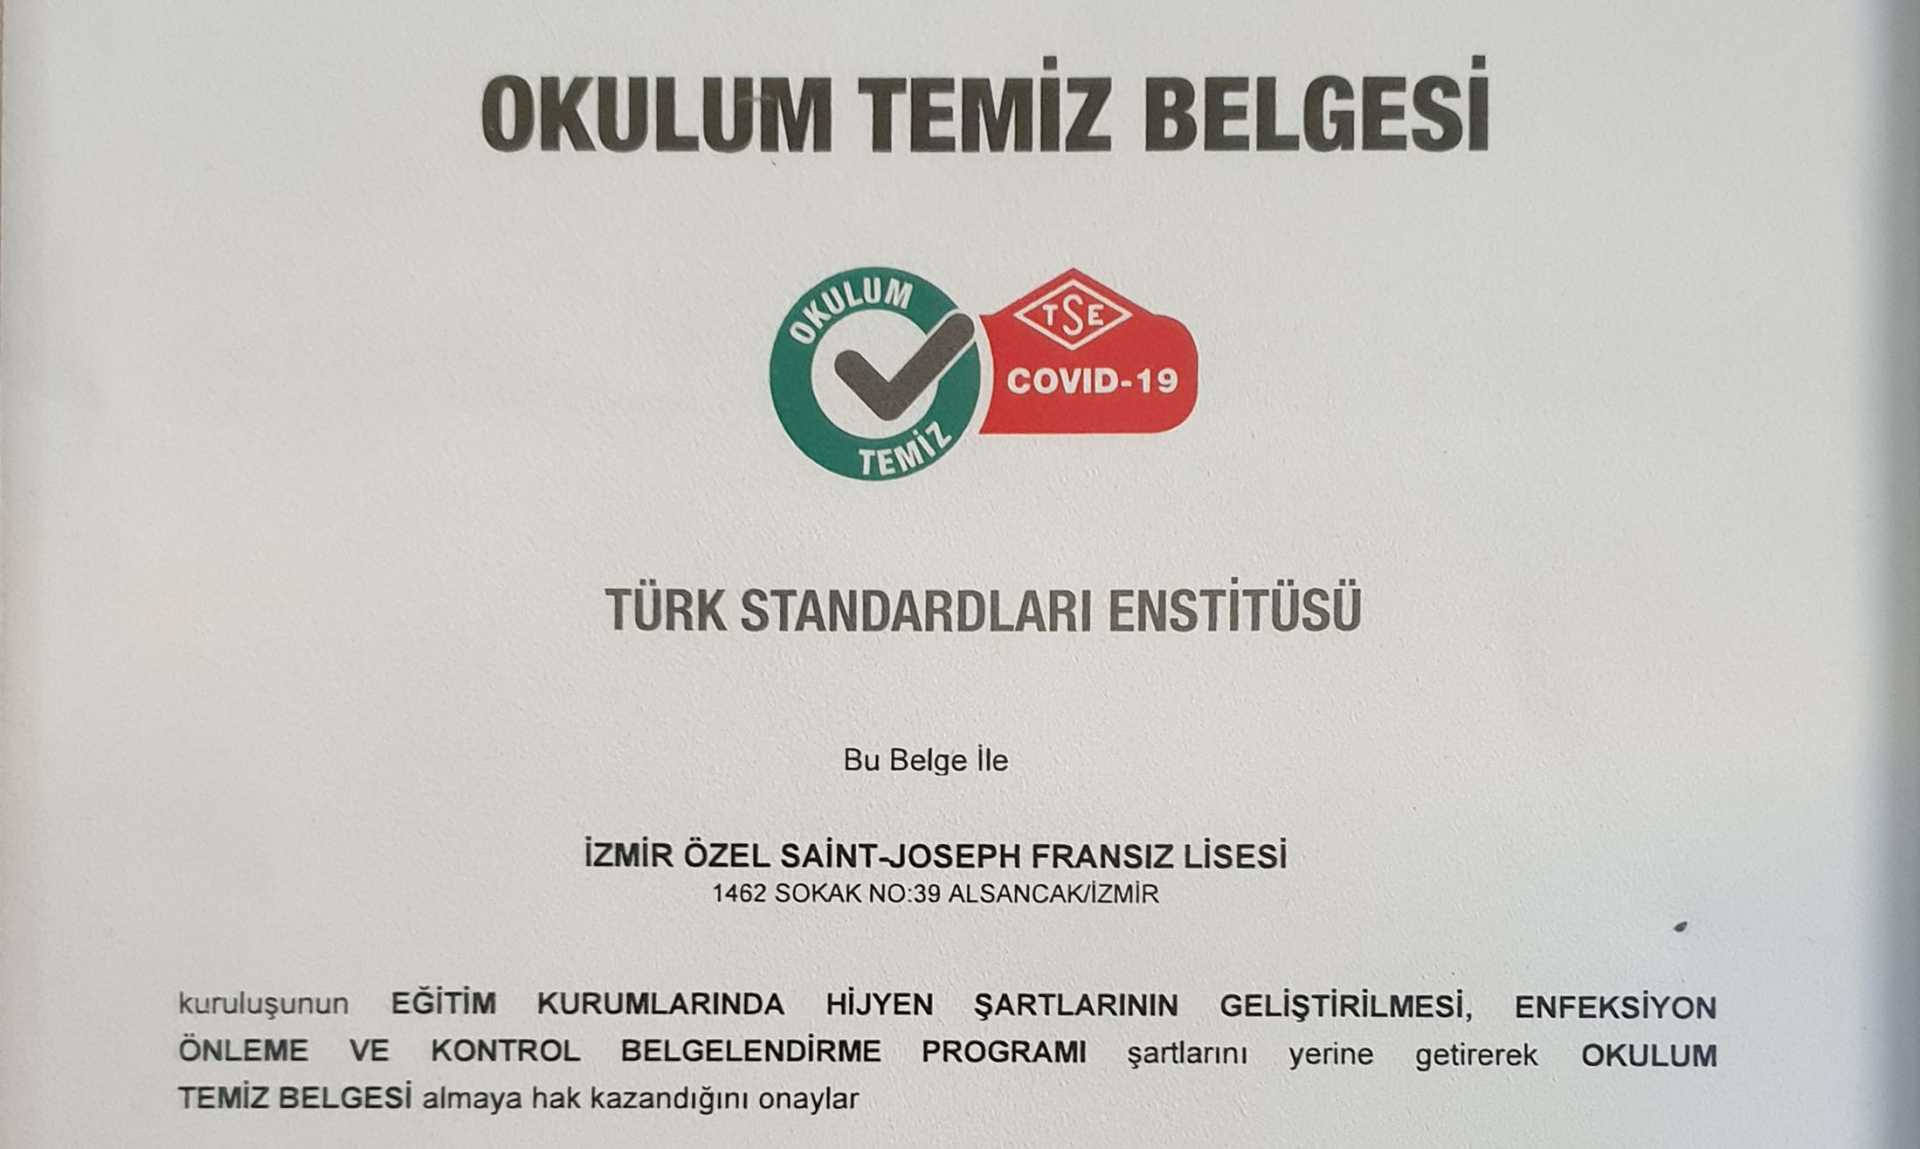 OKULUM TEMİZ BELGESİ
OKULUM
TEMİZ
TSE
COVID-19
TÜRK STANDARDLARI ENSTİTÜSÜ
Bu Belge İle
İZMİR ÖZEL SAİNT-JOSEPH FRANSIZ LİSESİ
1462 SOKAK NO:39 ALSANCAK/İZMİR
kuruluşunun EĞİTİM KURUMLARINDA HİJYEN ŞARTLARININ GELİŞTİRİLMESİ, ENFEKSİYON
ÖNLEME VE KONTROL BELGELENDİRME PROGRAMI şartlarını yerine getirerek OKULUM
TEMİZ BELGESİ almaya hak kazandığını onaylar